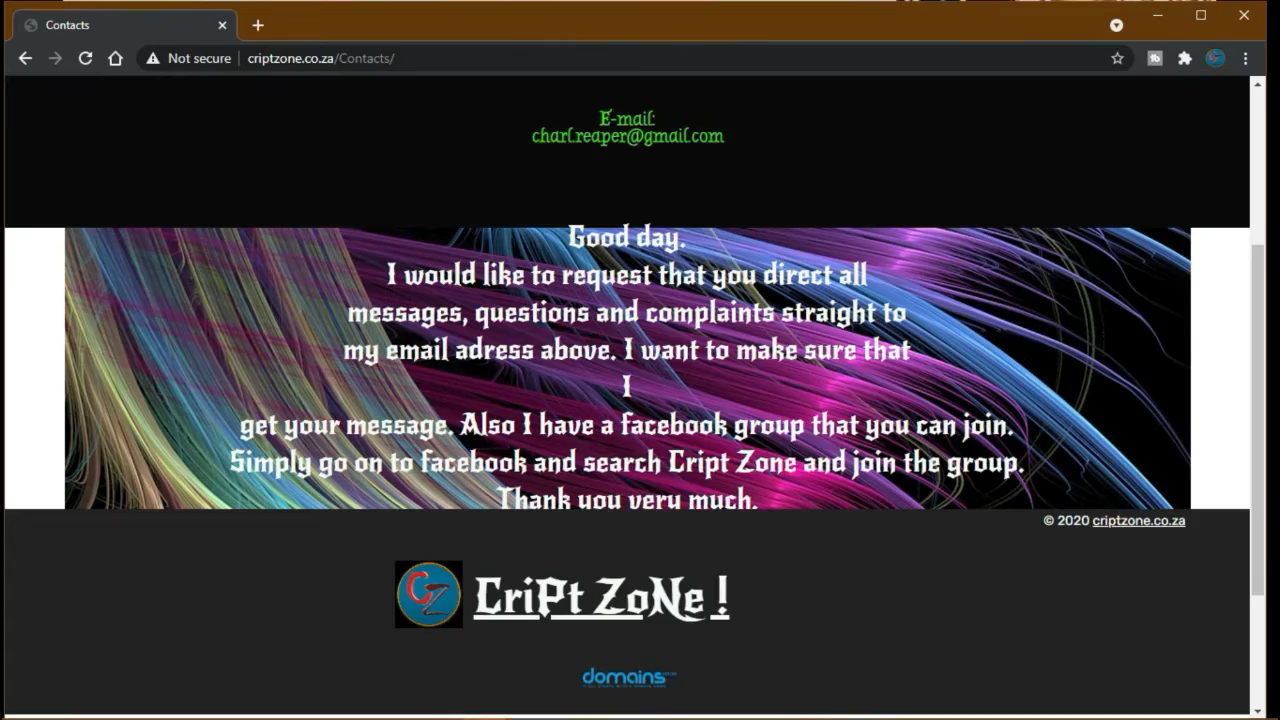 Contacts
Not secure
criptzone.co.za/Contacts/
E-mail:
charl.reaper@gmail.com
Good day.
I would like to request that you direct all
messages, questions and complaints straight to
my email adress above. I want to make sure that
I
get your message. Also I have a facebook group that you can join.
Simply go on to facebook and search Cript Zone and join the group.
Thank you very much.
© 2020 criptzone.co.za
CZ
CriPt ZoNe !
domains